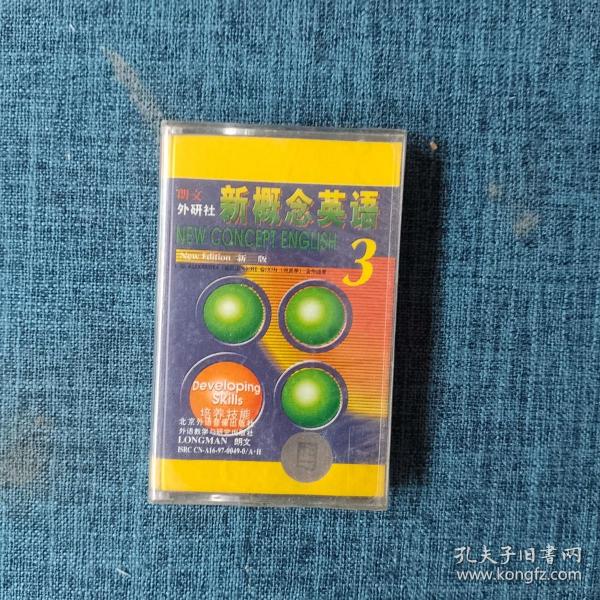 朗文
外研社 新概念英语
NEW CONCEPT ENGLISH
New Edition 新 版
3
Developing
Skills
培养技能
北京外语音像出版社
外语教学与研究出版社
LONGMAN 朗文
ISRC CN-A16-97-0049-0/A·H
孔夫子旧书网
www.kongfz.com